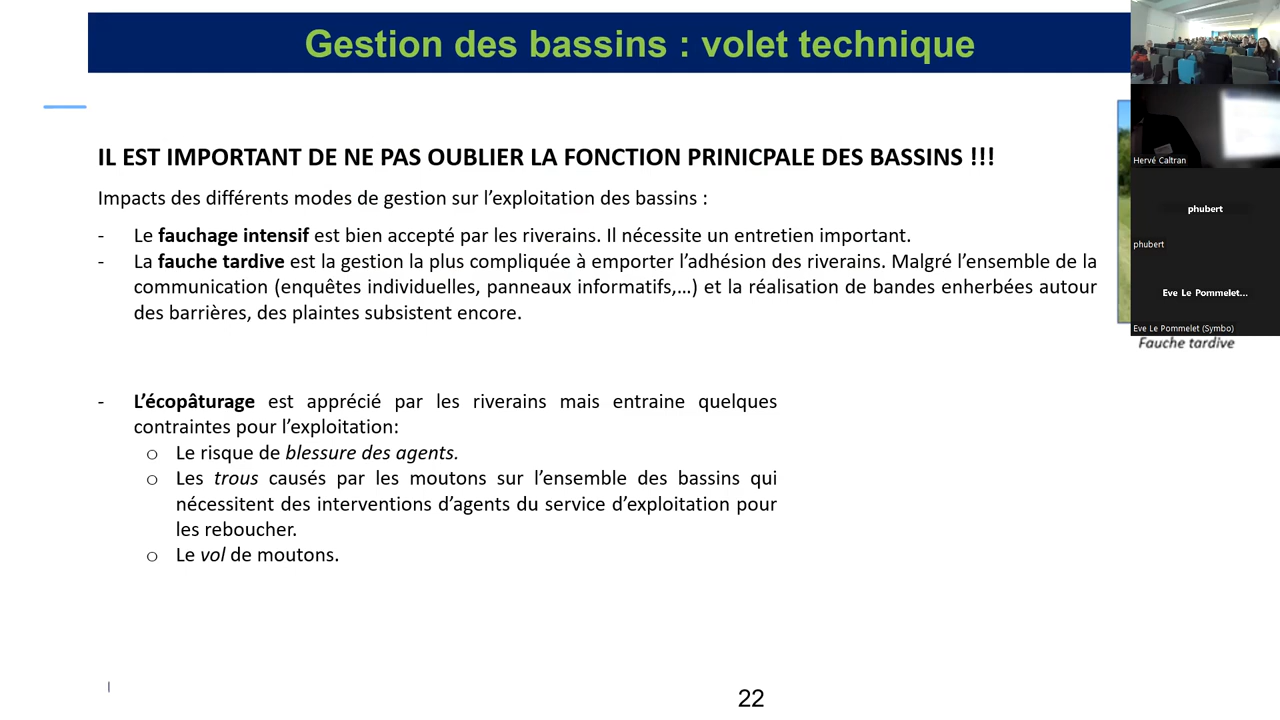 Gestion des bassins : volet technique
IL EST IMPORTANT DE NE PAS OUBLIER LA FONCTION PRINICPALE DES BASSINS !!!
Impacts des différents modes de gestion sur l’exploitation des bassins :
- Le fauchage intensif est bien accepté par les riverains. Il nécessite un entretien important.
- La fauche tardive est la gestion la plus compliquée à emporter l’adhésion des riverains. Malgré l’ensemble de la
communication (enquêtes individuelles, panneaux informatifs,…) et la réalisation de bandes enherbées autour
des barrières, des plaintes subsistent encore.
- L’écopâturage est apprécié par les riverains mais entraine quelques
contraintes pour l’exploitation:
o Le risque de blessure des agents.
o Les trous causés par les moutons sur l’ensemble des bassins qui
nécessitent des interventions d’agents du service d’exploitation pour
les reboucher.
o Le vol de moutons.
22
Hervé Caltran
phubert
phubert
Eve Le Pommelet...
Eve Le Pommelet (Symbo)
Fauche tardive